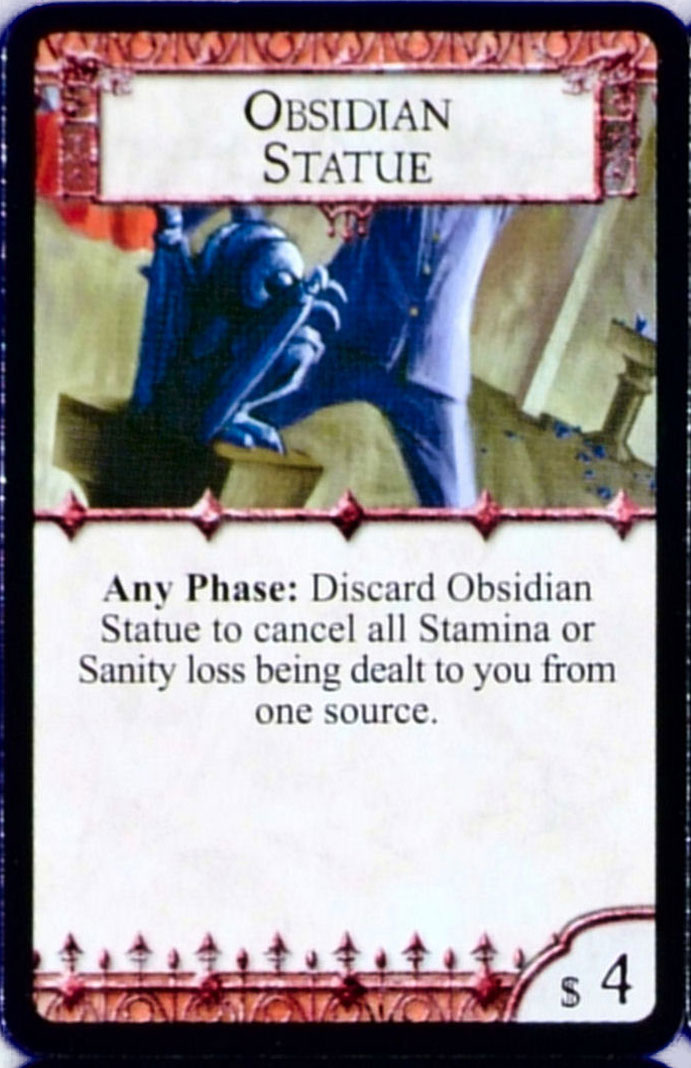 OBSIDIAN
STATUE
Any Phase: Discard Obsidian
Statue to cancel all Stamina or
Sanity loss being dealt to you from
one source.
$ 4